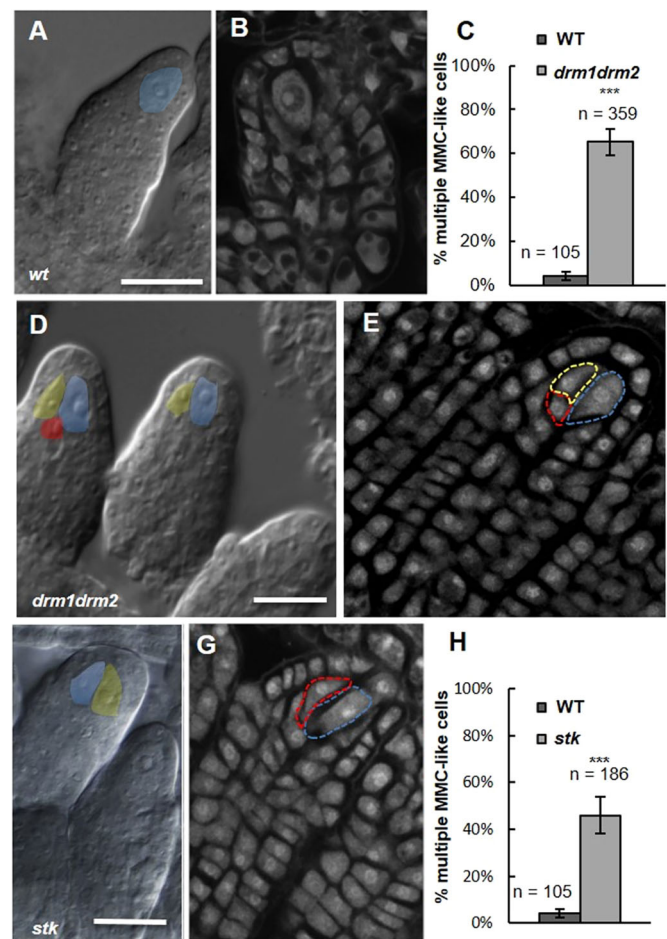 A
B
C
WT
drm1drm2
% multiple MMC-like cells
100%
80%
60%
40%
20%
0%
***
n = 359
n = 105
wt
D
E
drm1drm2
G
H
WT
stk
% multiple MMC-like cells
100%
80%
60%
40%
20%
0%
***
n = 186
n = 105
stk